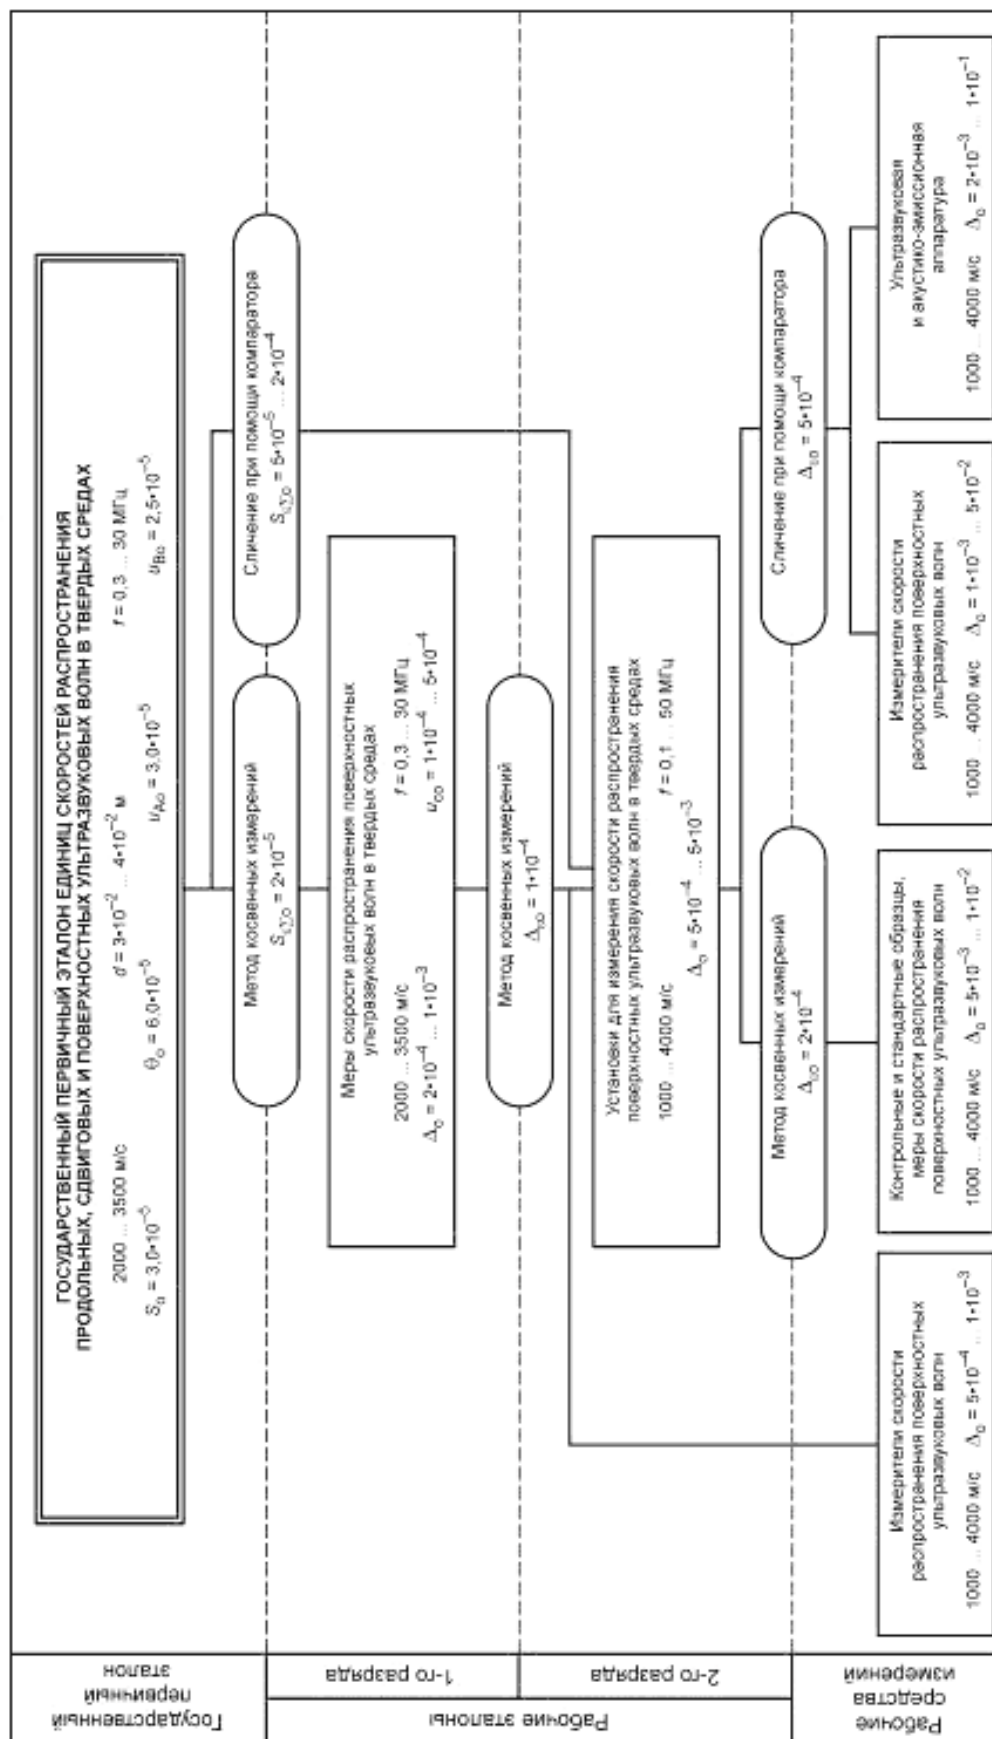 Государственный
первичный
эталон
ГОСУДАРСТВЕННЫЙ ПЕРВИЧНЫЙ ЭТАЛОН ЕДИНИЦ СКОРОСТЕЙ РАСПРОСТРАНЕНИЯ
ПРОДОЛЬНЫХ, СДВИГОВЫХ И ПОВЕРХНОСТНЫХ УЛЬТРАЗВУКОВЫХ ВОЛН В ТВЕРДЫХ СРЕДАХ
2000 ... 3500 м/с d = 3•10⁻² ... 4•10⁻² м f = 0,3 ... 30 МГц
S₀ = 3,0•10⁻⁵ Θ₀ = 6,0•10⁻⁵ u_A₀ = 3,0•10⁻⁵ u_B₀ = 2,5•10⁻⁵
Метод косвенных измерений
S_uΣ₀ = 2•10⁻⁵
Сличение при помощи компаратора
S_uΣ₀ = 5•10⁻⁵ ... 2•10⁻⁴
Рабочие эталоны
1-го разряда
Меры скорости распространения поверхностных
ультразвуковых волн в твердых средах
2000 ... 3500 м/с f = 0,3 ... 30 МГц
Δ₀ = 2•10⁻⁴ ... 1•10⁻³ u_c₀ = 1•10⁻⁴ ... 5•10⁻⁴
Метод косвенных измерений
1•10⁻⁴
2-го разряда
Установки для измерения скорости распространения
поверхностных ультразвуковых волн в твердых средах
1000 ... 4000 м/с f = 0,1 ... 50 МГц
Δ₀ = 5•10⁻⁴ ... 5•10⁻³
Метод косвенных измерений
2•10⁻⁴
Сличение при помощи компаратора
5•10⁻⁴
Рабочие
средства
измерений
Измерители скорости
распространения поверхностных
ультразвуковых волн
1000 ... 4000 м/с Δ₀ = 5•10⁻⁴ ... 1•10⁻³
Контрольные и стандартные образцы,
меры скорости распространения
поверхностных ультразвуковых волн
1000 ... 4000 м/с Δ₀ = 5•10⁻³ ... 1•10⁻²
Измерители скорости
распространения поверхностных
ультразвуковых волн
1000 ... 4000 м/с Δ₀ = 1•10⁻³ ... 5•10⁻²
Ультразвуковая
и акустико-эмиссионная
аппаратура
1000 ... 4000 м/с Δ₀ = 2•10⁻³ ... 1•10⁻¹